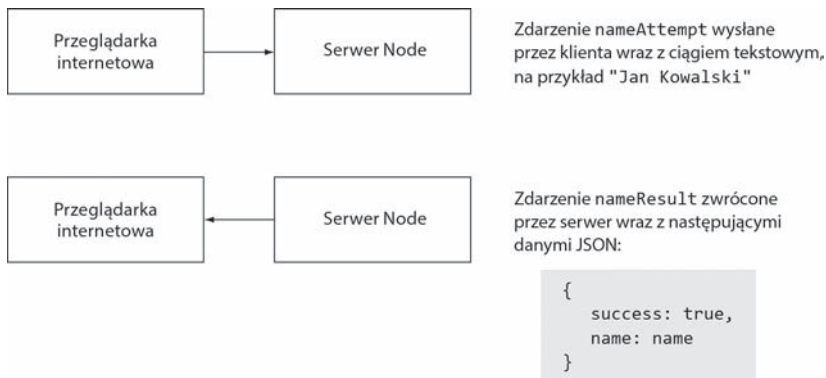 Przeglądarka
internetowa
Serwer Node
Zdarzenie nameAttempt wysłane
przez klienta wraz z ciągiem tekstowym,
na przykład "Jan Kowalski"
Przeglądarka
internetowa
Serwer Node
Zdarzenie nameResult zwrócone
przez serwer wraz z następującymi
danymi JSON:
{
success: true,
name: name
}